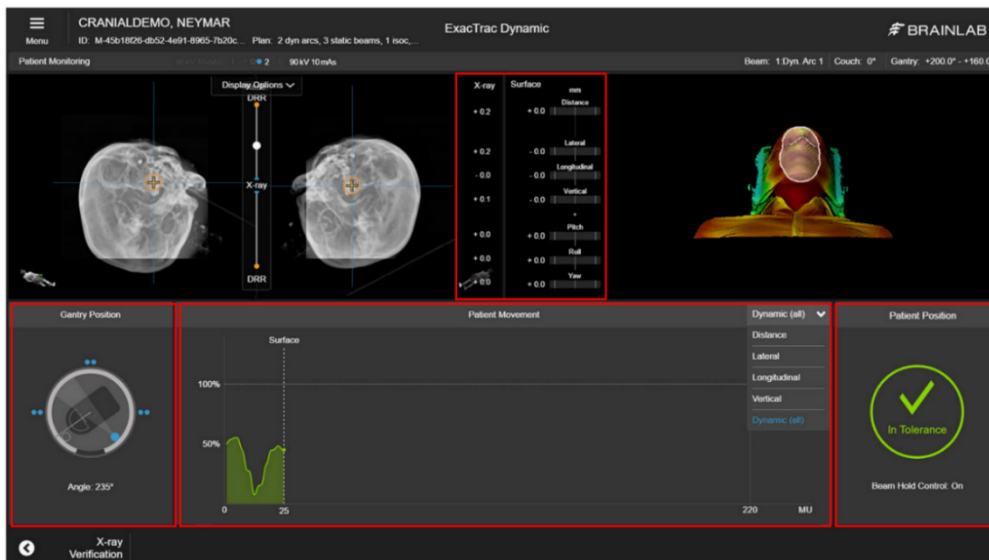 CRANIALDEMO, NEYMAR
ExacTrac Dynamic
BRAINLAB
Menu
ID: M-45b18f26-db52-4e91-8965-7b20c... Plan: 2 dyn arcs, 3 static beams, 1 isoc,...
Patient Monitoring
2
90 kV 10 mAs
Beam: 1:Dyn. Arc 1 Couch: 0° Gantry: +200.0° - +160.0
Display Options
DRR
X-ray
DRR
X-ray Surface mm
Distance
+ 0.2 + 0.0
Lateral
+ 0.2 - 0.0
Longitudinal
- 0.0 - 0.0
Vertical
+ 0.1 - 0.0
°
Pitch
+ 0.0 - 0.0
Roll
+ 0.0 + 0.0
Yaw
+ 0.0 + 0.0
Gantry Position
Angle: 235°
Patient Movement
Dynamic (all)
Distance
Lateral
Longitudinal
Vertical
Dynamic (all)
Surface
100%
50%
0 25 220 MU
Patient Position
In Tolerance
Beam Hold Control: On
X-ray
Verification